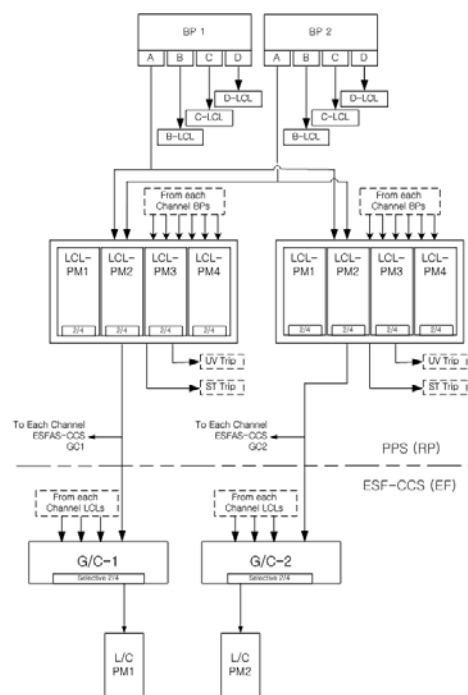 BP 1
BP 2
A
B
C
D
A
B
C
D
D-LCL
C-LCL
B-LCL
D-LCL
C-LCL
B-LCL
From each
Channel BPs
From each
Channel BPs
LCL-
PM1
LCL-
PM2
LCL-
PM3
LCL-
PM4
2/4
2/4
2/4
2/4
LCL-
PM1
LCL-
PM2
LCL-
PM3
LCL-
PM4
2/4
2/4
2/4
2/4
UV Trip
ST Trip
UV Trip
ST Trip
To Each Channel
ESFAS-CCS
GC1
To Each Channel
ESFAS-CCS
GC2
PPS (RP)
ESF-CCS (EF)
From each
Channel LCLs
From each
Channel LCLs
G/C-1
Selective 2/4
G/C-2
Selective 2/4
L/C
PM1
L/C
PM2